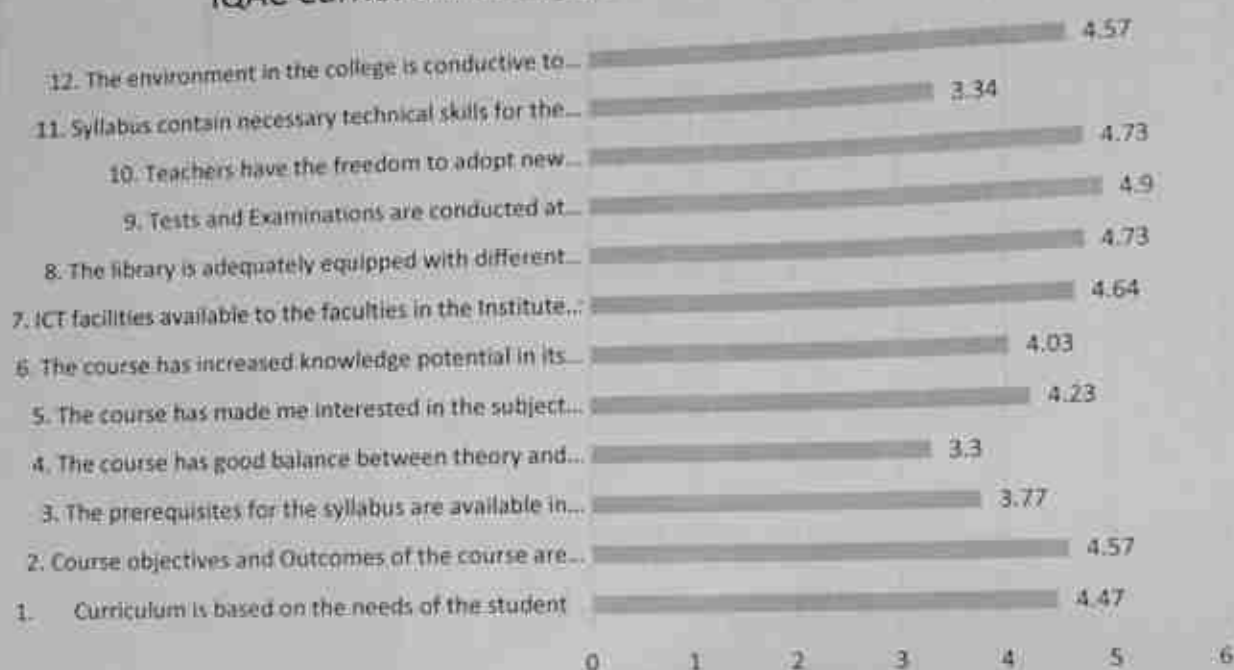 12. The environment in the college is conductive to... 4.57
11. Syllabus contain necessary technical skills for the... 3.34
10. Teachers have the freedom to adopt new... 4.73
9. Tests and Examinations are conducted at... 4.9
8. The library is adequately equipped with different... 4.73
7. ICT facilities available to the faculties in the Institute... 4.64
6. The course has increased knowledge potential in its... 4.03
5. The course has made me interested in the subject... 4.23
4. The course has good balance between theory and... 3.3
3. The prerequisites for the syllabus are available in... 3.77
2. Course objectives and Outcomes of the course are... 4.57
1. Curriculum is based on the needs of the student 4.47
0 1 2 3 4 5 6